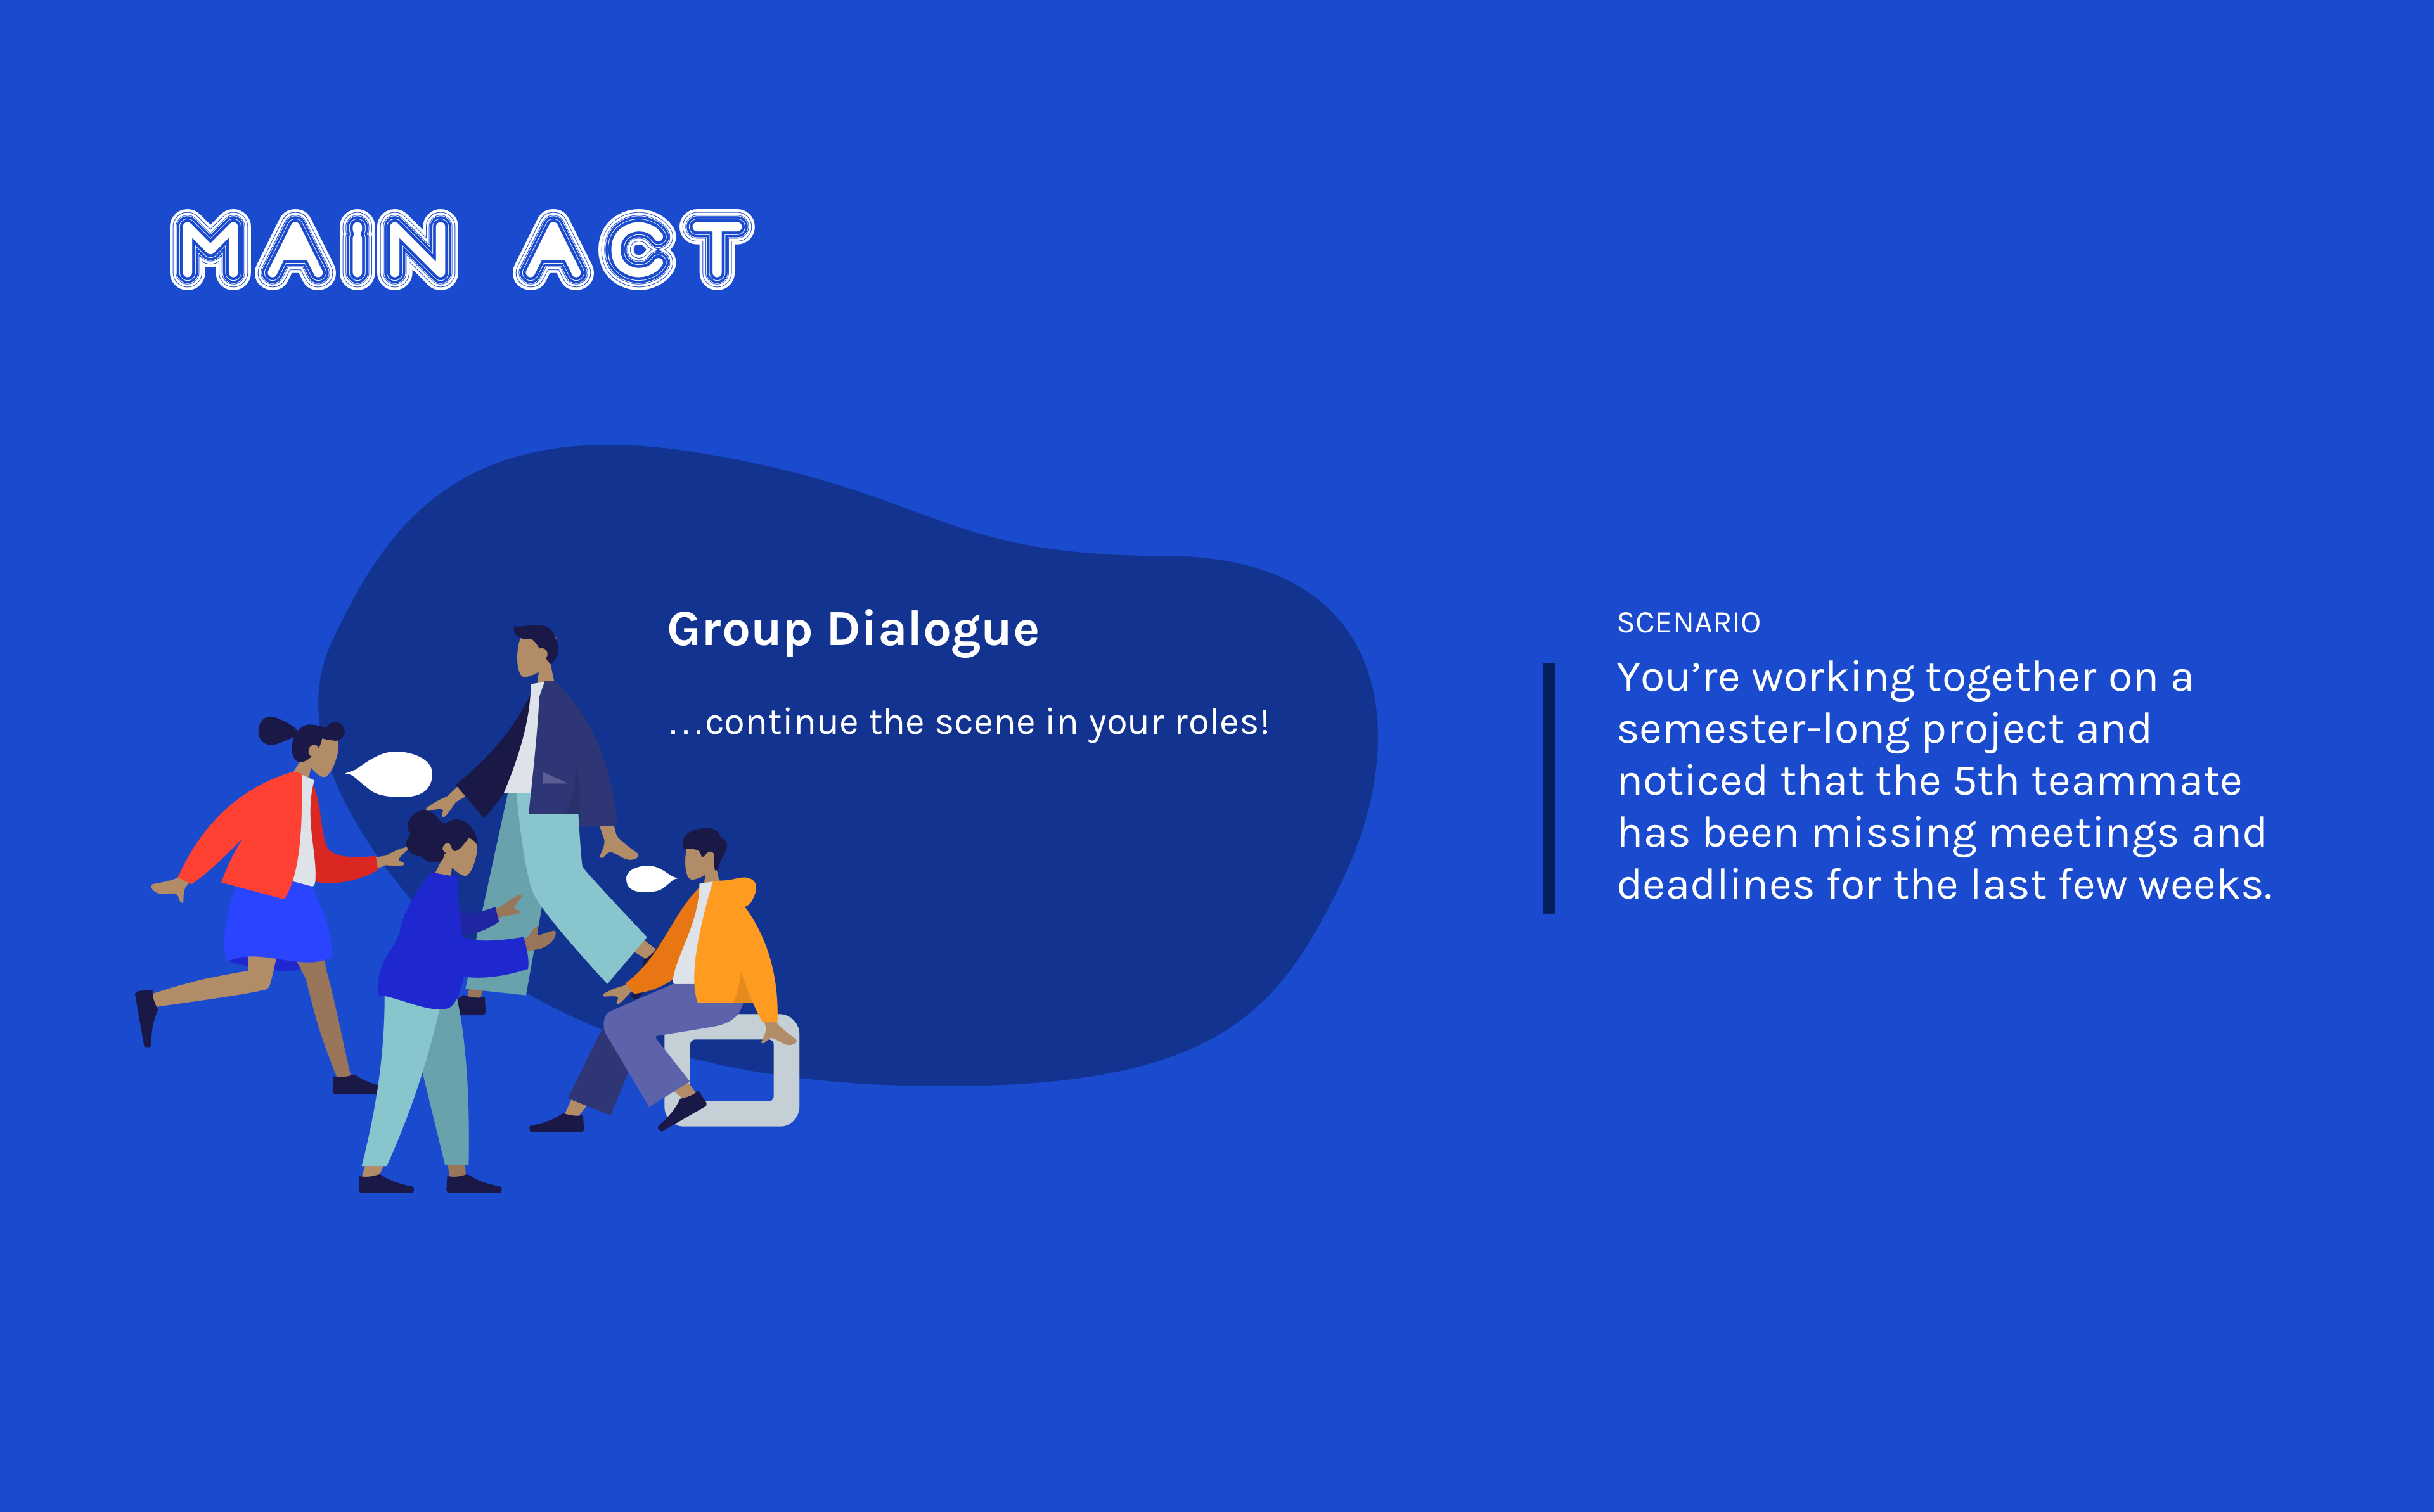 MAIN ACT
Group Dialogue
...continue the scene in your roles!
SCENARIO
You’re working together on a
semester-long project and
noticed that the 5th teammate
has been missing meetings and
deadlines for the last few weeks.